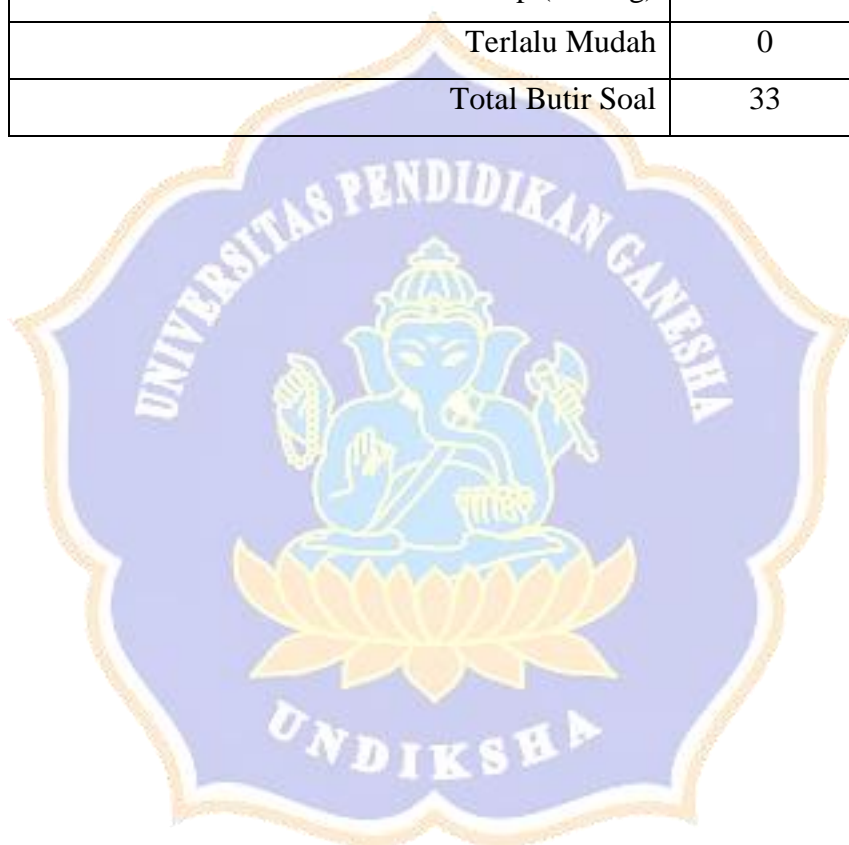 Terlalu Mudah 0
Total Butir Soal 33
UNIVERSITAS PENDIDIKAN GANESHA
UNDIKSHA